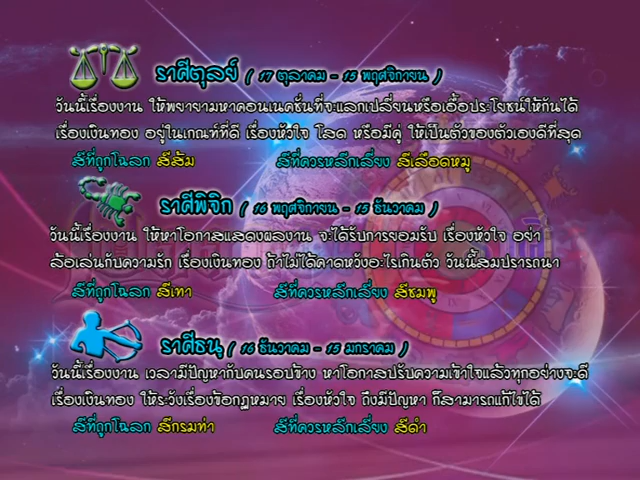 ราศีตุลย์ ( 17 ตุลาคม - 15 พฤศจิกายน )
วันนี้เรื่องงาน ให้พยายามหาคอนเนคชั่นที่จะแลกเปลี่ยนหรือเอื้อประโยชน์ให้กันได้
เรื่องเงินทอง อยู่ในเกณฑ์ที่ดี เรื่องหัวใจ โสด หรือมีคู่ ให้เป็นตัวของตัวเองดีที่สุด
สีที่ถูกโฉลก สีส้ม สีที่ควรหลีกเลี่ยง สีเลือดหมู
ราศีพิจิก ( 16 พฤศจิกายน - 15 ธันวาคม )
วันนี้เรื่องงาน ให้หาโอกาสแสดงผลงาน จะได้รับการยอมรับ เรื่องหัวใจ อย่า
ล้อเล่นกับความรัก เรื่องเงินทอง ถ้าไม่ได้คาดหวังอะไรเกินตัว วันนี้สมปรารถนา
สีที่ถูกโฉลก สีเทา สีที่ควรหลีกเลี่ยง สีชมพู
ราศีธนู ( 16 ธันวาคม - 15 มกราคม )
วันนี้เรื่องงาน เวลามีปัญหากับคนรอบข้าง หาโอกาสปรับความเข้าใจแล้วทุกอย่างจะดี
เรื่องเงินทอง ให้ระวังเรื่องข้อกฎหมาย เรื่องหัวใจ ถึงมีปัญหา ก็สามารถแก้ไขได้
สีที่ถูกโฉลก สีกรมท่า สีที่ควรหลีกเลี่ยง สีดำ